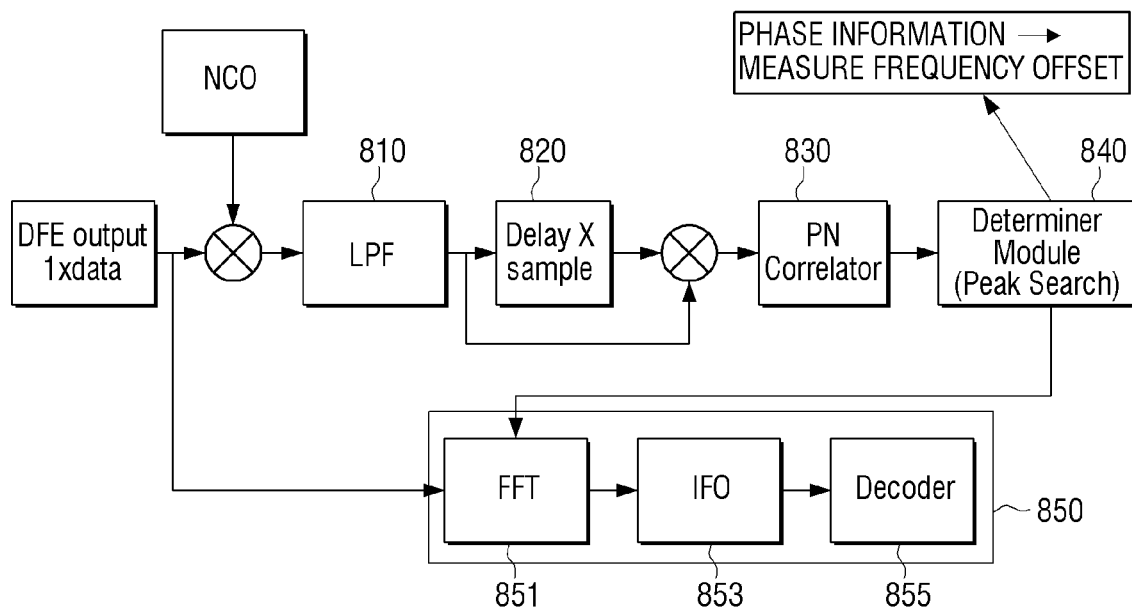 PHASE INFORMATION →
MEASURE FREQUENCY OFFSET
NCO
810
820
830
840
DFE output
1xdata
LPF
Delay X
sample
PN
Correlator
Determiner
Module
(Peak Search)
FFT
IFO
Decoder
850
851
853
855